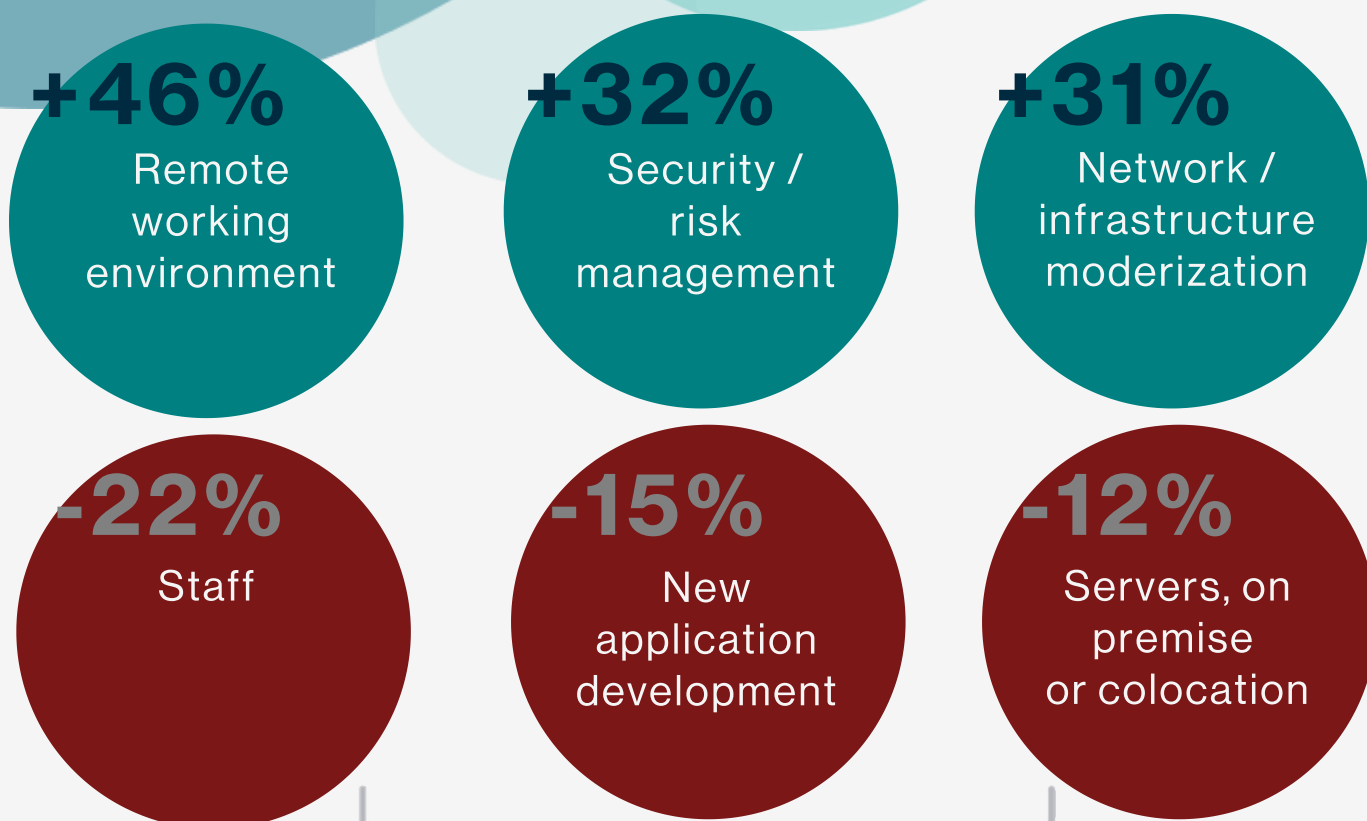 +46%
Remote
working
environment
+32%
Security /
risk
management
+31%
Network /
infrastructure
moderization
-22%
Staff
-15%
New
application
development
-12%
Servers, on
premise
or colocation